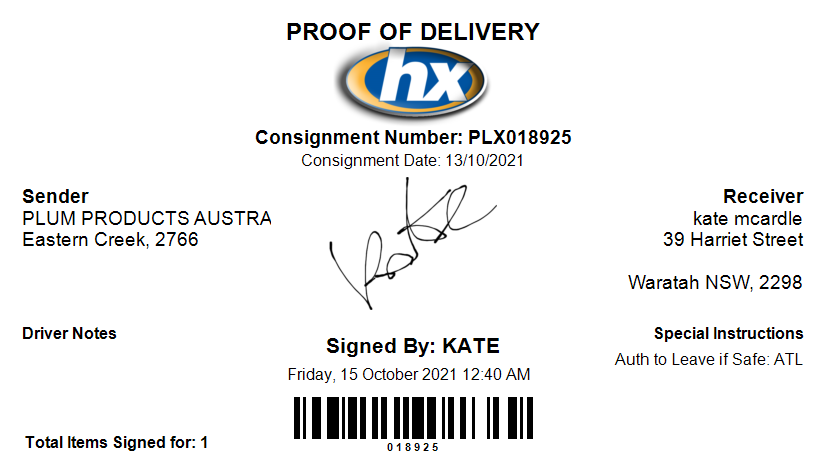 PROOF OF DELIVERY
hx
Consignment Number: PLX018925
Consignment Date: 13/10/2021
Sender
PLUM PRODUCTS AUSTRA
Eastern Creek, 2766
Receiver
kate mcardle
39 Harriet Street
Waratah NSW, 2298
Kate
Driver Notes
Signed By: KATE
Friday, 15 October 2021 12:40 AM
Special Instructions
Auth to Leave if Safe: ATL
018925
Total Items Signed for: 1